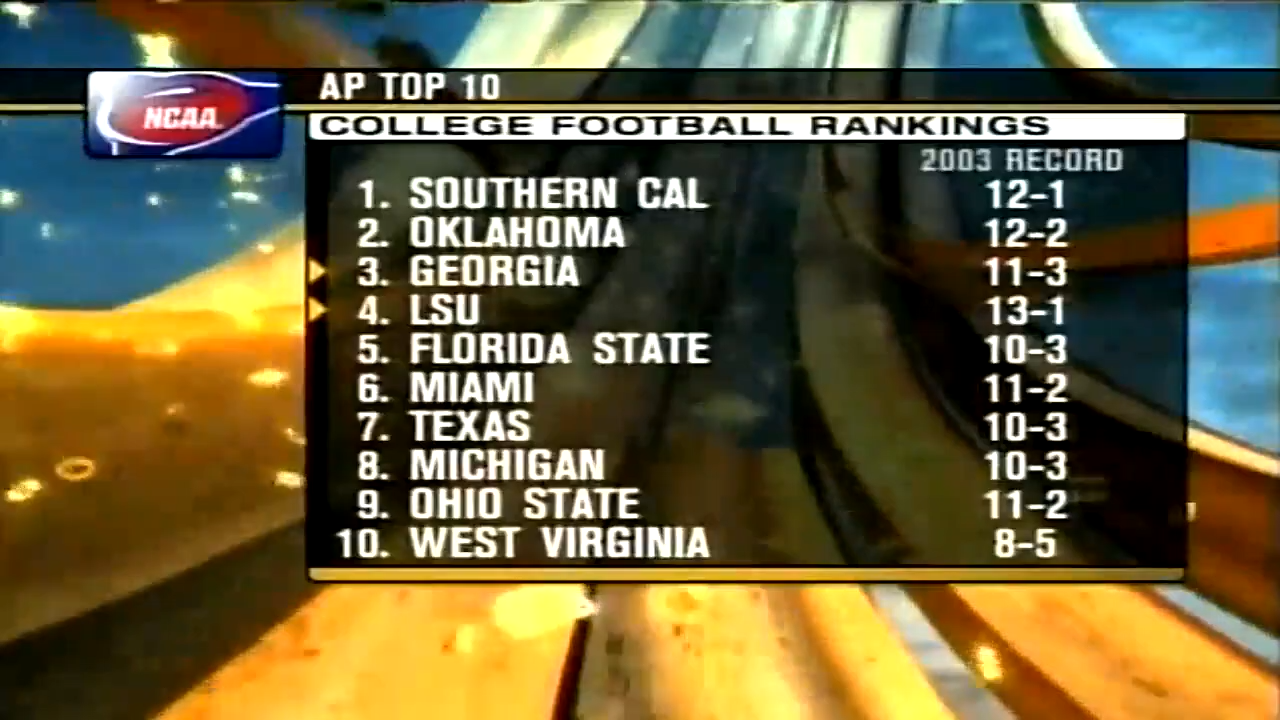 NCAA
AP TOP 10
COLLEGE FOOTBALL RANKINGS
2003 RECORD
1. SOUTHERN CAL 12-1
2. OKLAHOMA 12-2
3. GEORGIA 11-3
4. LSU 13-1
5. FLORIDA STATE 10-3
6. MIAMI 11-2
7. TEXAS 10-3
8. MICHIGAN 10-3
9. OHIO STATE 11-2
10. WEST VIRGINIA 8-5